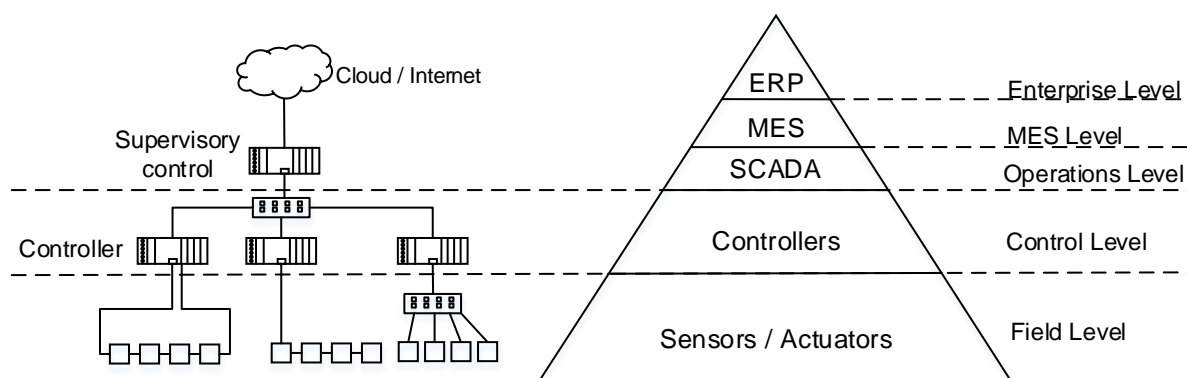 Cloud / Internet
Supervisory
control
Controller
ERP
MES
SCADA
Controllers
Sensors / Actuators
Enterprise Level
MES Level
Operations Level
Control Level
Field Level